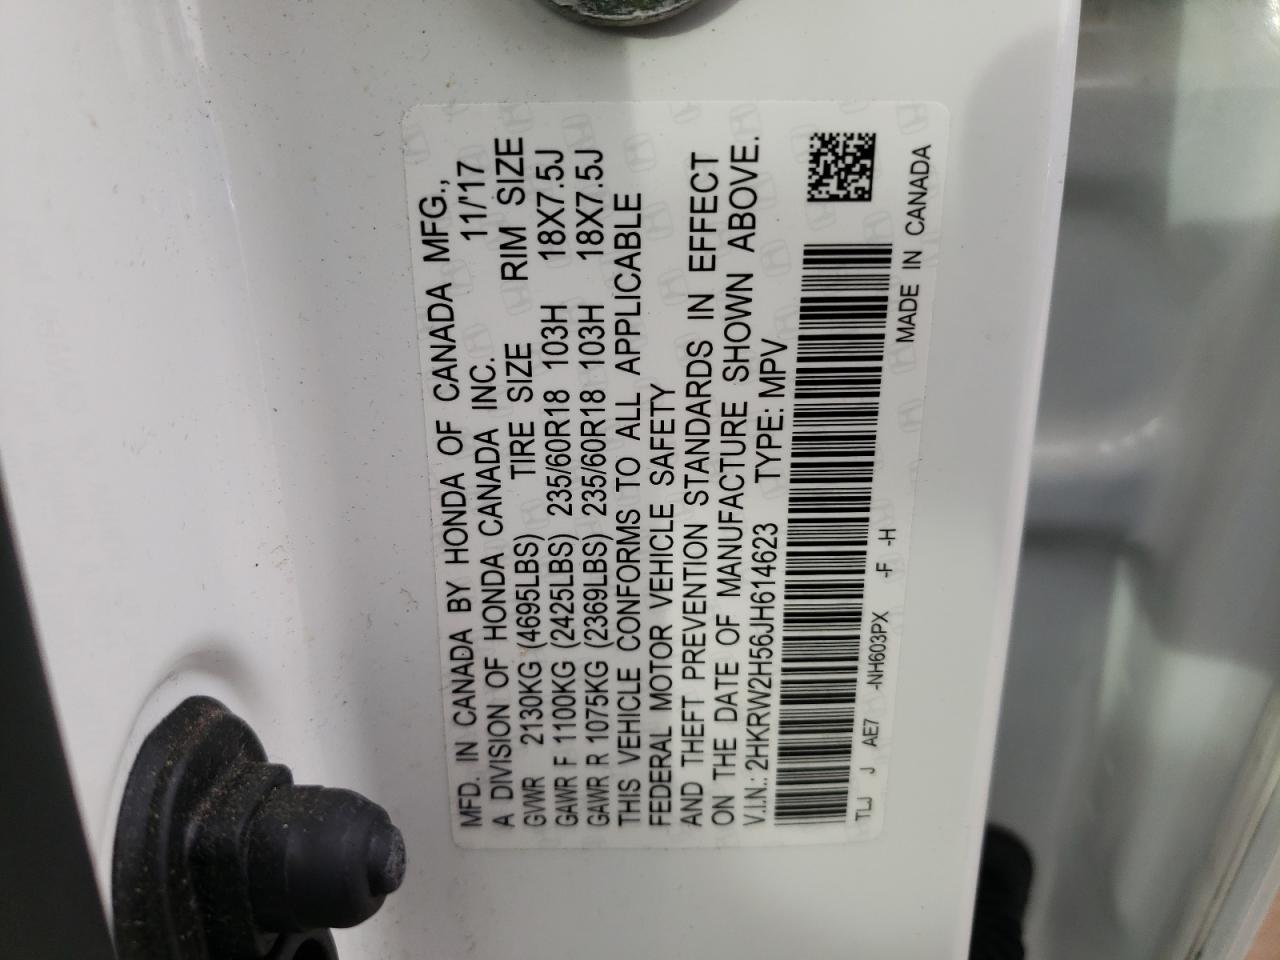 MFD. IN CANADA BY HONDA OF CANADA MFG.,
A DIVISION OF HONDA CANADA INC. 11/'17
GVWR 2130KG (4695LBS) TIRE SIZE RIM SIZE
GAWR F 1100KG (2425LBS) 235/60R18 103H 18X7.5J
GAWR R 1075KG (2369LBS) 235/60R18 103H 18X7.5J
THIS VEHICLE CONFORMS TO ALL APPLICABLE
FEDERAL MOTOR VEHICLE SAFETY
AND THEFT PREVENTION STANDARDS IN EFFECT
ON THE DATE OF MANUFACTURE SHOWN ABOVE.
V.I.N.: 2HKRW2H56JH614623 TYPE: MPV
TLJ J AE7 -NH603PX -F -H
MADE IN CANADA